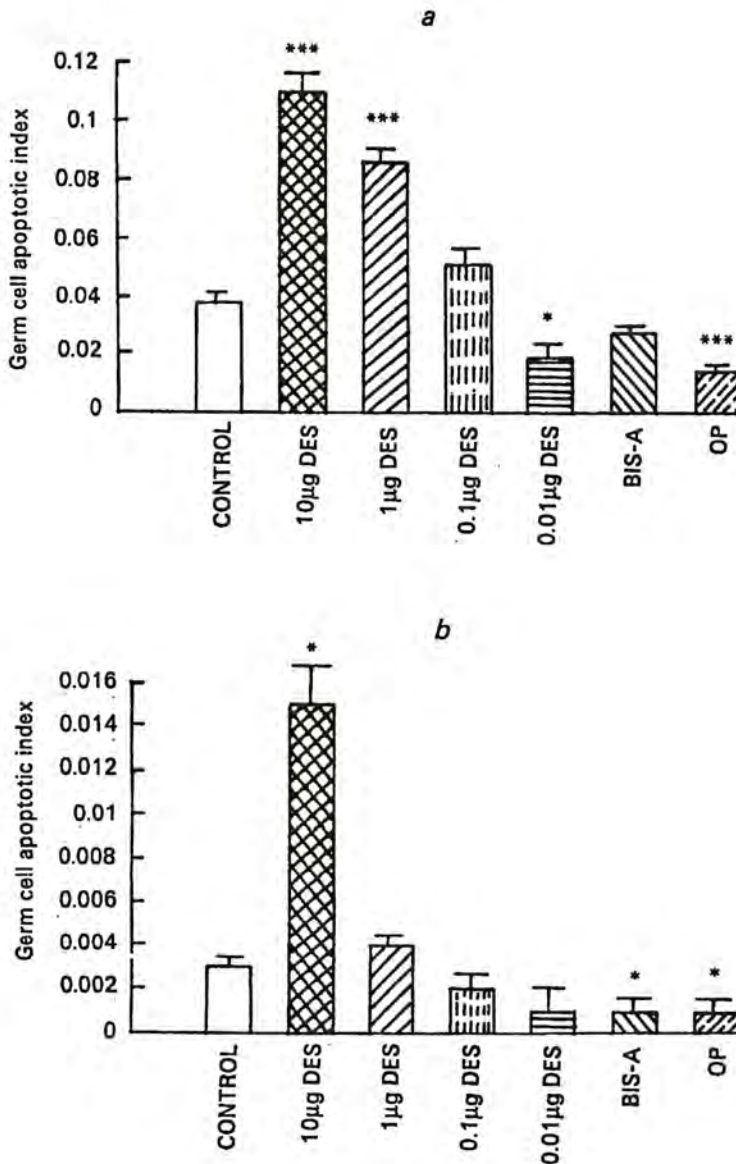 a
***
0.12
***
0.1
0.08
0.06
0.04
*
***
0.02
0
Germ cell apoptotic index
CONTROL
10µg DES
1µg DES
0.1µg DES
0.01µg DES
BIS-A
OP
b
*
0.016
0.014
0.012
0.01
0.008
0.006
0.004
*
*
0.002
0
Germ cell apoptotic index
CONTROL
10µg DES
1µg DES
0.1µg DES
0.01µg DES
BIS-A
OP